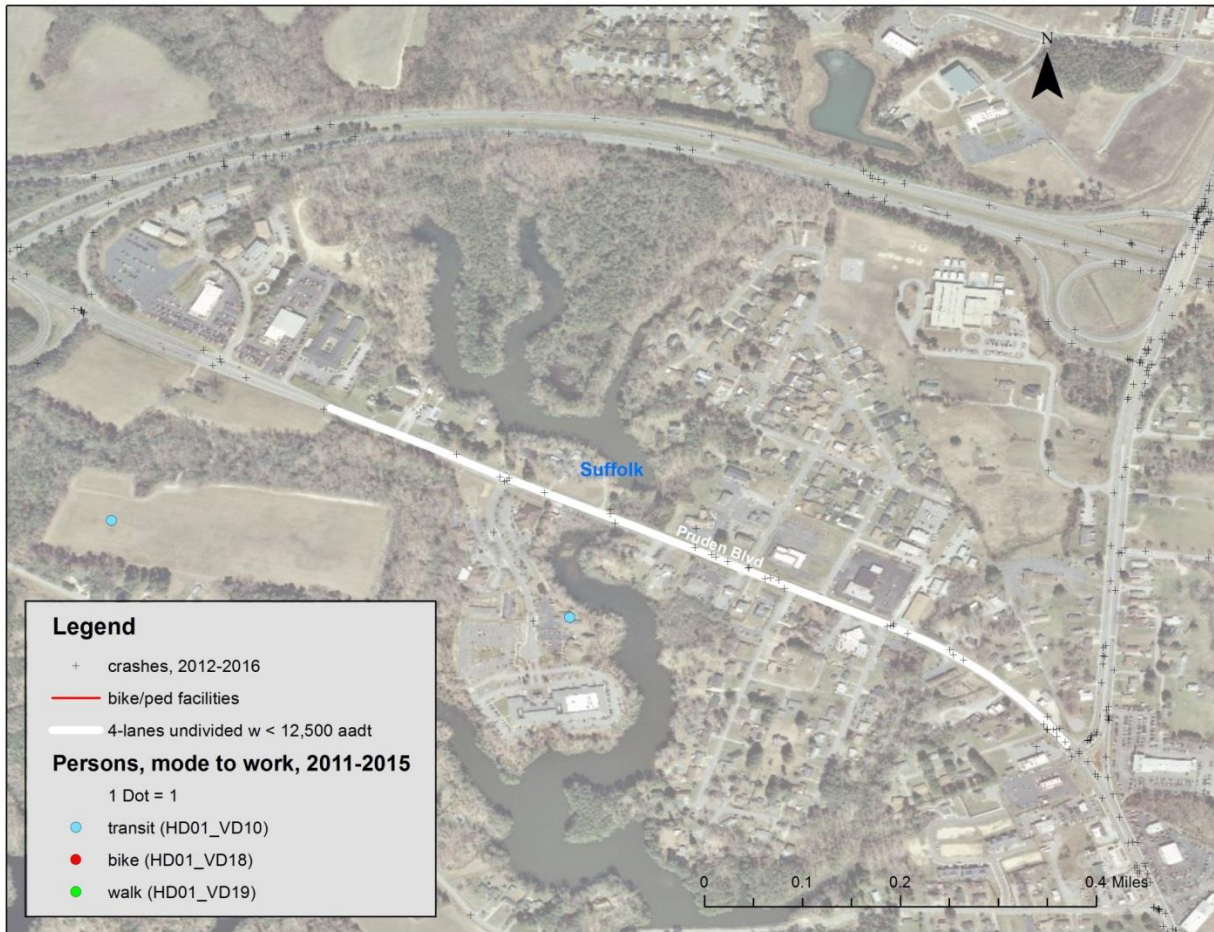 N
Suffolk
Pruden Blvd
Legend
crashes, 2012-2016
bike/ped facilities
4-lanes undivided w < 12,500 aadt
Persons, mode to work, 2011-2015
1 Dot = 1
transit (HD01_VD10)
bike (HD01_VD18)
walk (HD01_VD19)
0 0.1 0.2 0.4 Miles